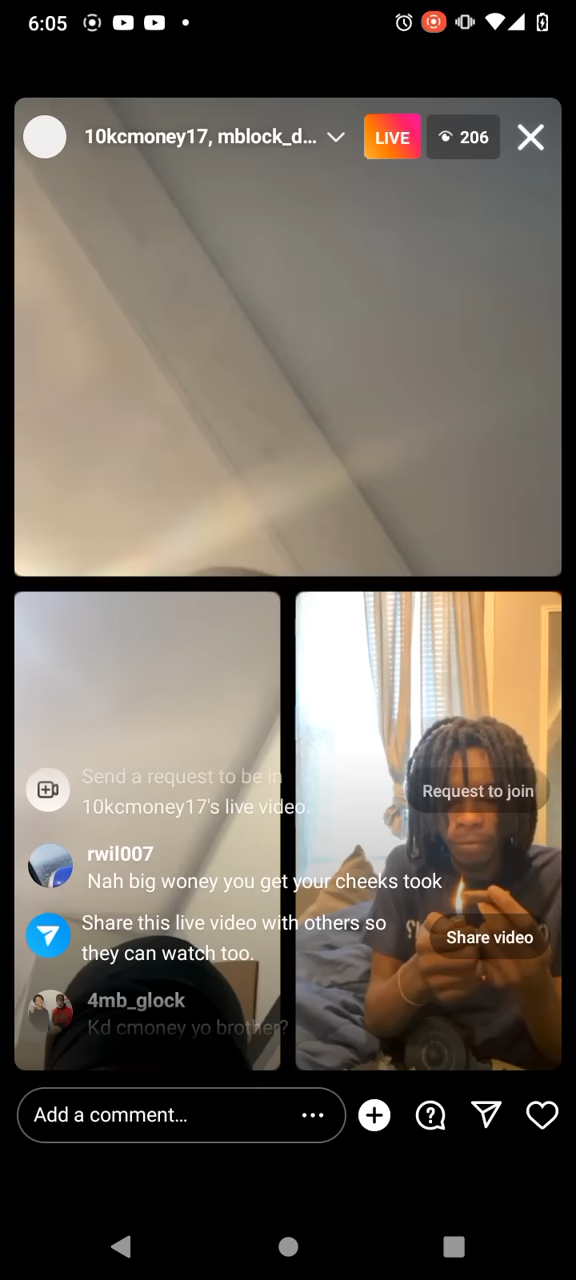 6:05
10kcmoney17, mblock_d...
LIVE
206
Send a request to be in
10kcmoney17's live video.
Request to join
rwil007
Nah big woney you get your cheeks took
Share this live video with others so
they can watch too.
Share video
4mb_glock
Kd cmoney yo brother?
Add a comment...